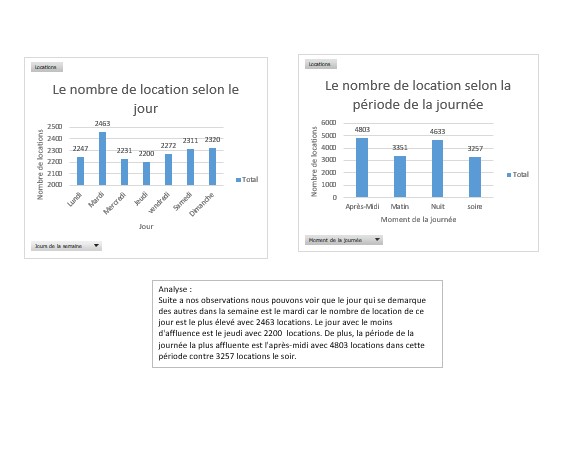 Locations
Le nombre de location selon le
jour
Nombre de locations
2500
2400
2300
2200
2100
2000
2247
2463
2231
2200
2272
2311
2320
Lundi
Mardi
Mercredi
Jeudi
vendredi
Samedi
Dimanche
Jour
Total
Jours de la semaine
Locations
Le nombre de location selon la
période de la journée
Nombre de locations
6000
5000
4000
3000
2000
1000
0
4803
3351
4633
3257
Après-Midi
Matin
Nuit
soire
Moment de la journée
Total
Moment de la journée
Analyse :
Suite a nos observations nous pouvons voir que le jour qui se demarque
des autres dans la semaine est le mardi car le nombre de location de ce
jour est le plus élevé avec 2463 locations. Le jour avec le moins
d'affluence est le jeudi avec 2200 locations. De plus, la période de la
journée la plus affluente est l'après-midi avec 4803 locations dans cette
période contre 3257 locations le soir.